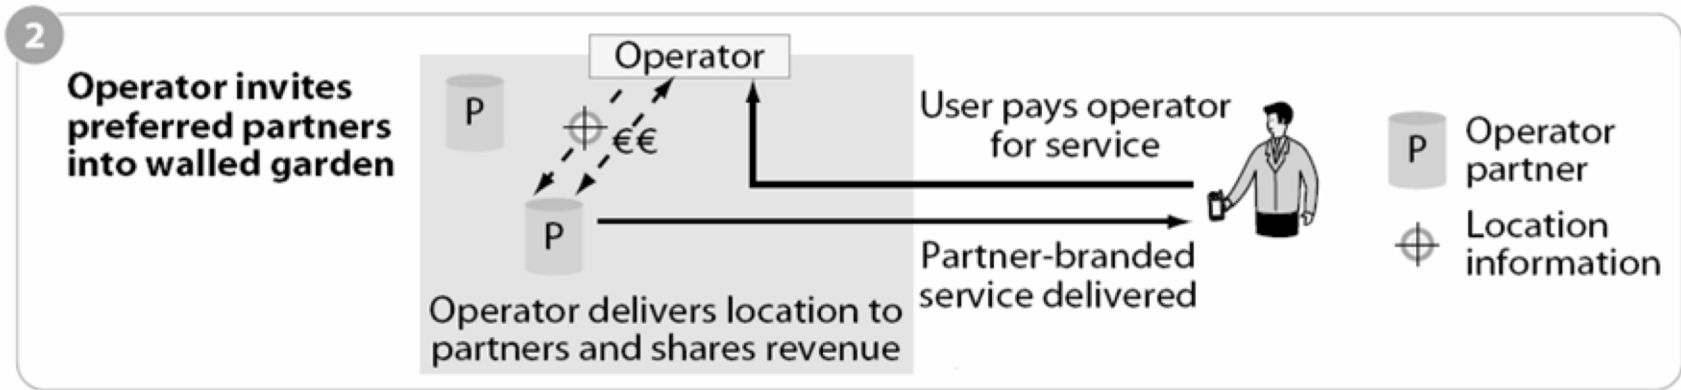 2
Operator invites
preferred partners
into walled garden
Operator
P
€€
P
Operator delivers location to
partners and shares revenue
User pays operator
for service
Partner-branded
service delivered
P
Operator
partner
Location
information